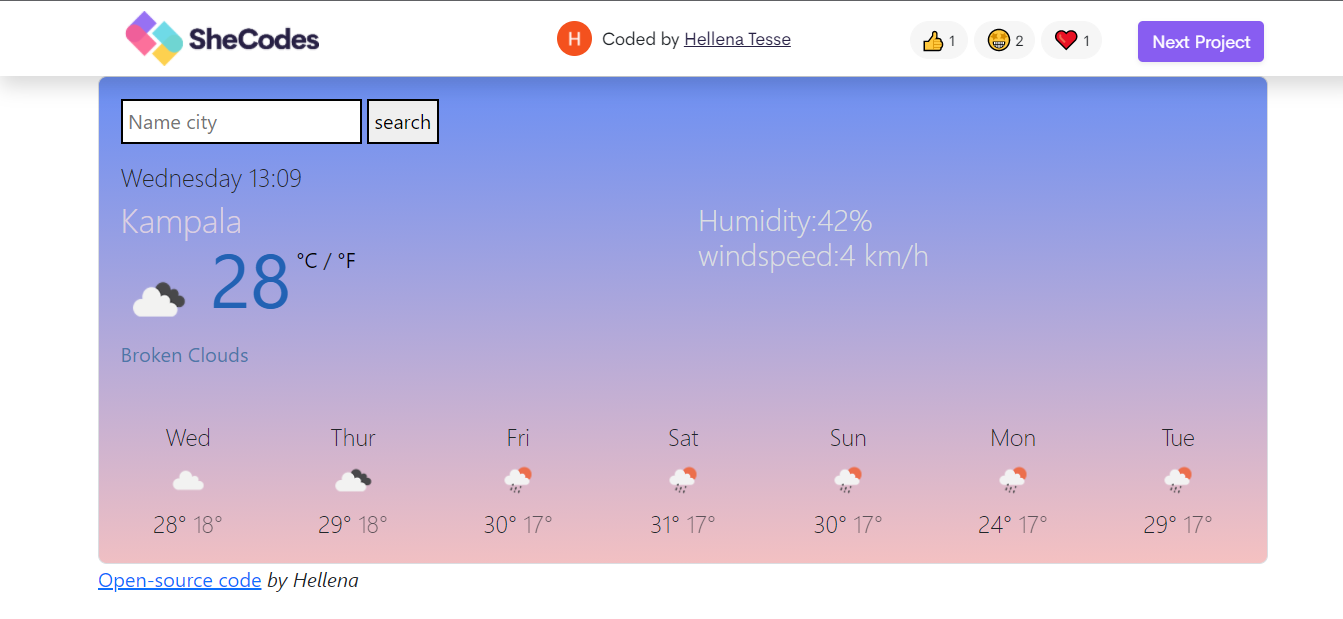 SheCodes
H Coded by Hellena Tesse
1 2 1
Next Project
Name city search
Wednesday 13:09
Kampala
28 °C / °F
Broken Clouds
Humidity:42%
windspeed:4 km/h
Wed Thur Fri Sat Sun Mon Tue
28° 18° 29° 18° 30° 17° 31° 17° 30° 17° 24° 17° 29° 17°
Open-source code by Hellena